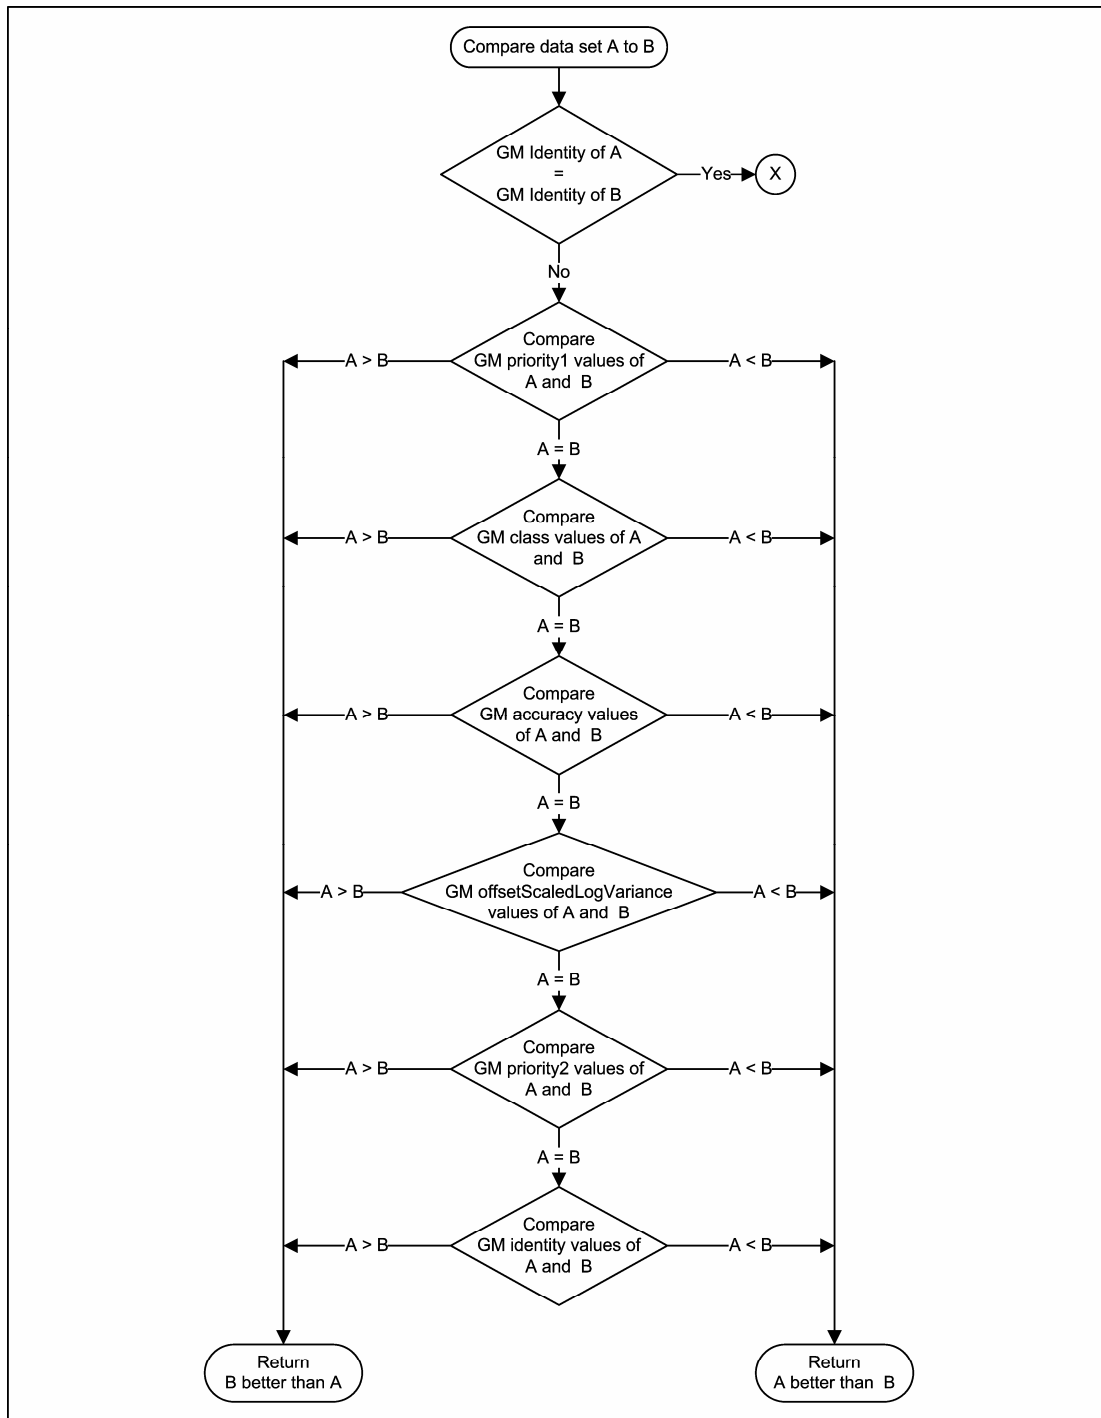 Compare data set A to B
GM Identity of A
=
GM Identity of B
Yes
X
No
Compare
GM priority1 values of
A and B
A > B
A < B
A = B
Compare
GM class values of A
and B
A > B
A < B
A = B
Compare
GM accuracy values
of A and B
A > B
A < B
A = B
Compare
GM offsetScaledLogVariance
values of A and B
A > B
A < B
A = B
Compare
GM priority2 values of
A and B
A > B
A < B
A = B
Compare
GM identity values of
A and B
A > B
A < B
Return
B better than A
Return
A better than B